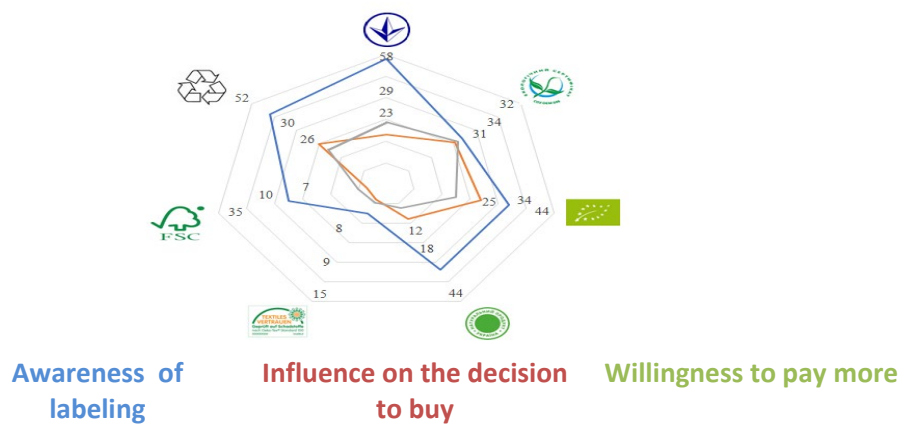 58
52
32
29
34
30
23
31
26
7
10
25
34
44
35
12
8
18
9
15
44
FSC
TEXTILES
VERTRAUEN
Awareness of
labeling
Influence on the decision
to buy
Willingness to pay more